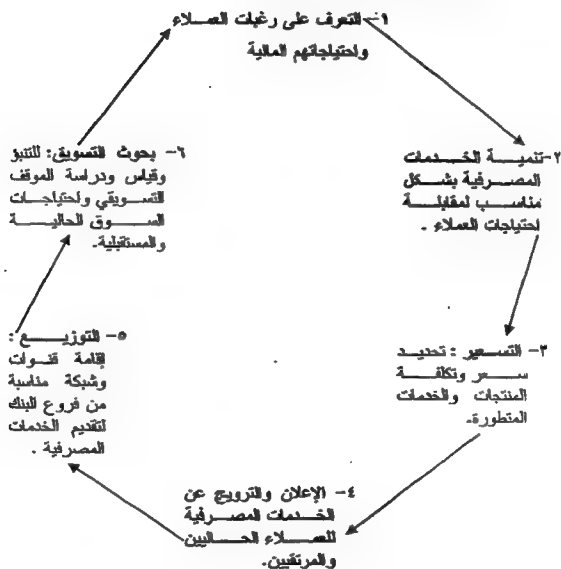 ١- التعرف على رغبات العملاء
واحتياجاتهم المالية
٢- تنمية الخدمات
المصرفية بشكل
مناسب لمقابلة
احتياجات العملاء .
٣- التسعير : تحديد
سعر وتكلفة
المنتجات والخدمات
المتطورة.
٤- الإعلان والترويج عن
الخدمات المصرفية
للعملاء الحاليين
والمرتقبين.
٥- التوزيع :
إقامة قنوات
وشبكة مناسبة
من فروع البنك
لتقديم الخدمات
المصرفية .
٦- بحوث التسويق: للتنبؤ
وقياس ودراسة الموقف
التسويقي واحتياجات
السوق الحالية
والمستقبلية.